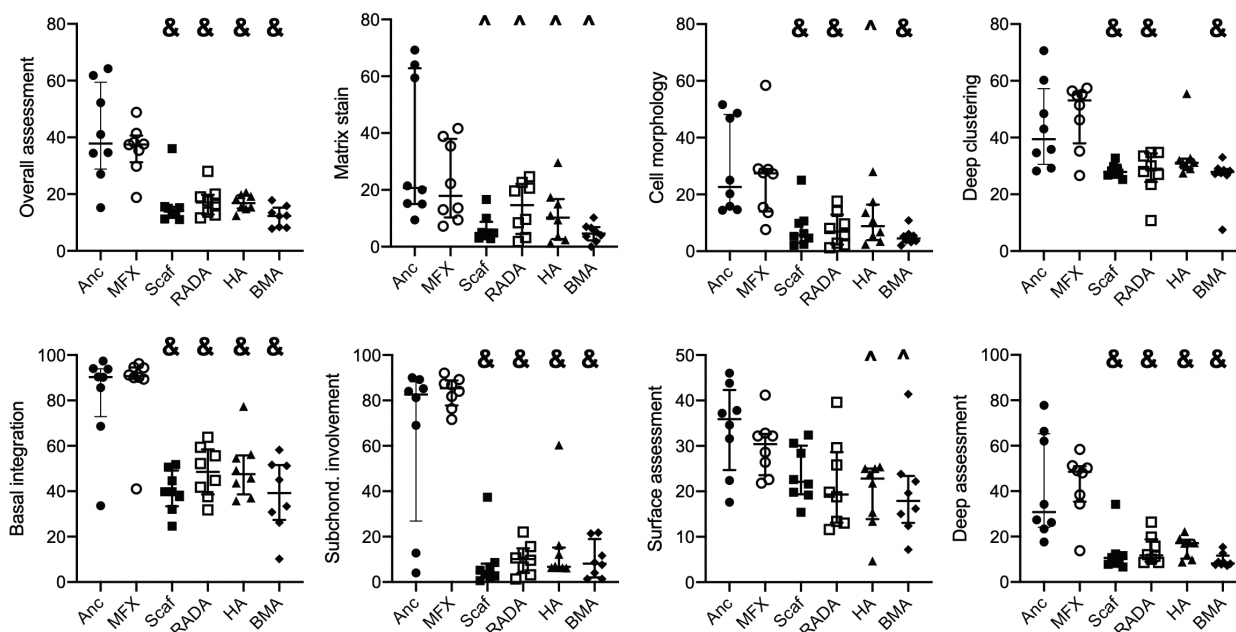 Overall assessment
80
60
40
20
0
& & & &
Anc MFX Scaf RADA HA BMA
Matrix stain
80
60
40
20
0
^ ^ ^ ^
Anc MFX Scaf RADA HA BMA
Cell morphology
80
60
40
20
0
& & ^ &
Anc MFX Scaf RADA HA BMA
Deep clustering
80
60
40
20
0
& & &
Anc MFX Scaf RADA HA BMA
Basal integration
100
80
60
40
20
0
& & & &
Anc MFX Scaf RADA HA BMA
Subchond. involvement
100
80
60
40
20
0
& & & &
Anc MFX Scaf RADA HA BMA
Surface assessment
50
40
30
20
10
0
^ ^
Anc MFX Scaf RADA HA BMA
Deep assessment
100
80
60
40
20
0
& & & &
Anc MFX Scaf RADA HA BMA